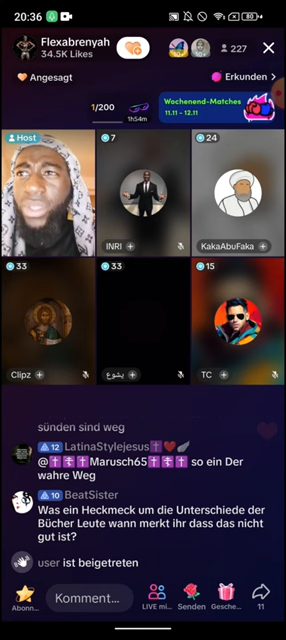 20:36
80
Flexabrenyah
34.5K Likes
227
Angesagt
Erkunden >
1/200
1h54m
Wochenend-Matches
11.11 - 12.11
Host
7
INRI +
24
KakaAbuFaka +
33
Clipz +
33
يشوع +
15
TC +
sünden sind weg
12 LatinaStylejesus✝️❤️🪽
@✝️☦️✝️Marusch65✝️☦️✝️ so ein Der
wahre Weg
10 BeatSister
Was ein Heckmeck um die Unterschiede der
Bücher Leute wann merkt ihr dass das nicht
gut ist?
user ist beigetreten
Komment...
Abonn...
LIVE mi...
Senden
Gesche...
11